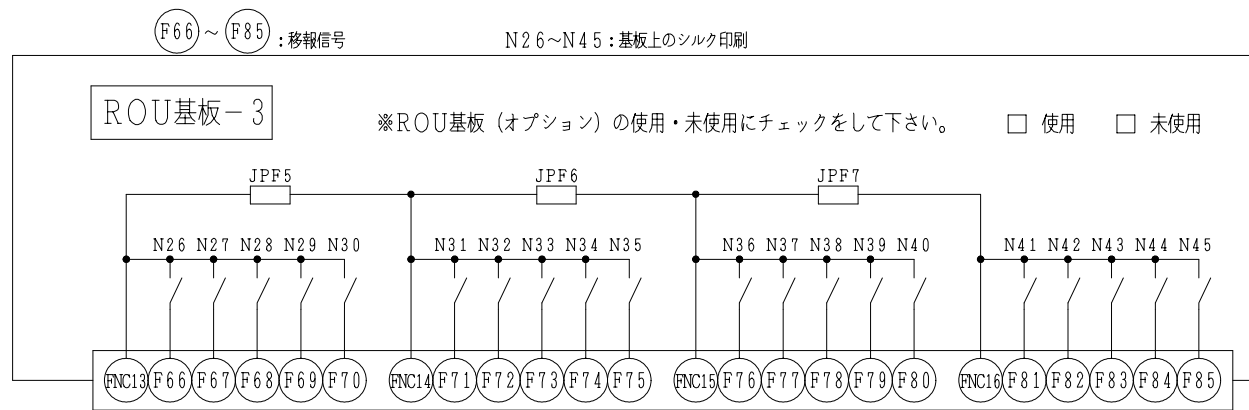 F66～F85：移報信号 N26~N45：基板上のシルク印刷
ROU基板－3
※ROU基板（オプション）の使用・未使用にチェックをして下さい。 □ 使用 □ 未使用
JPF5 JPF6 JPF7
N26 N27 N28 N29 N30 N31 N32 N33 N34 N35 N36 N37 N38 N39 N40 N41 N42 N43 N44 N45
FNC13 F66 F67 F68 F69 F70 FNC14 F71 F72 F73 F74 F75 FNC15 F76 F77 F78 F79 F80 FNC16 F81 F82 F83 F84 F85